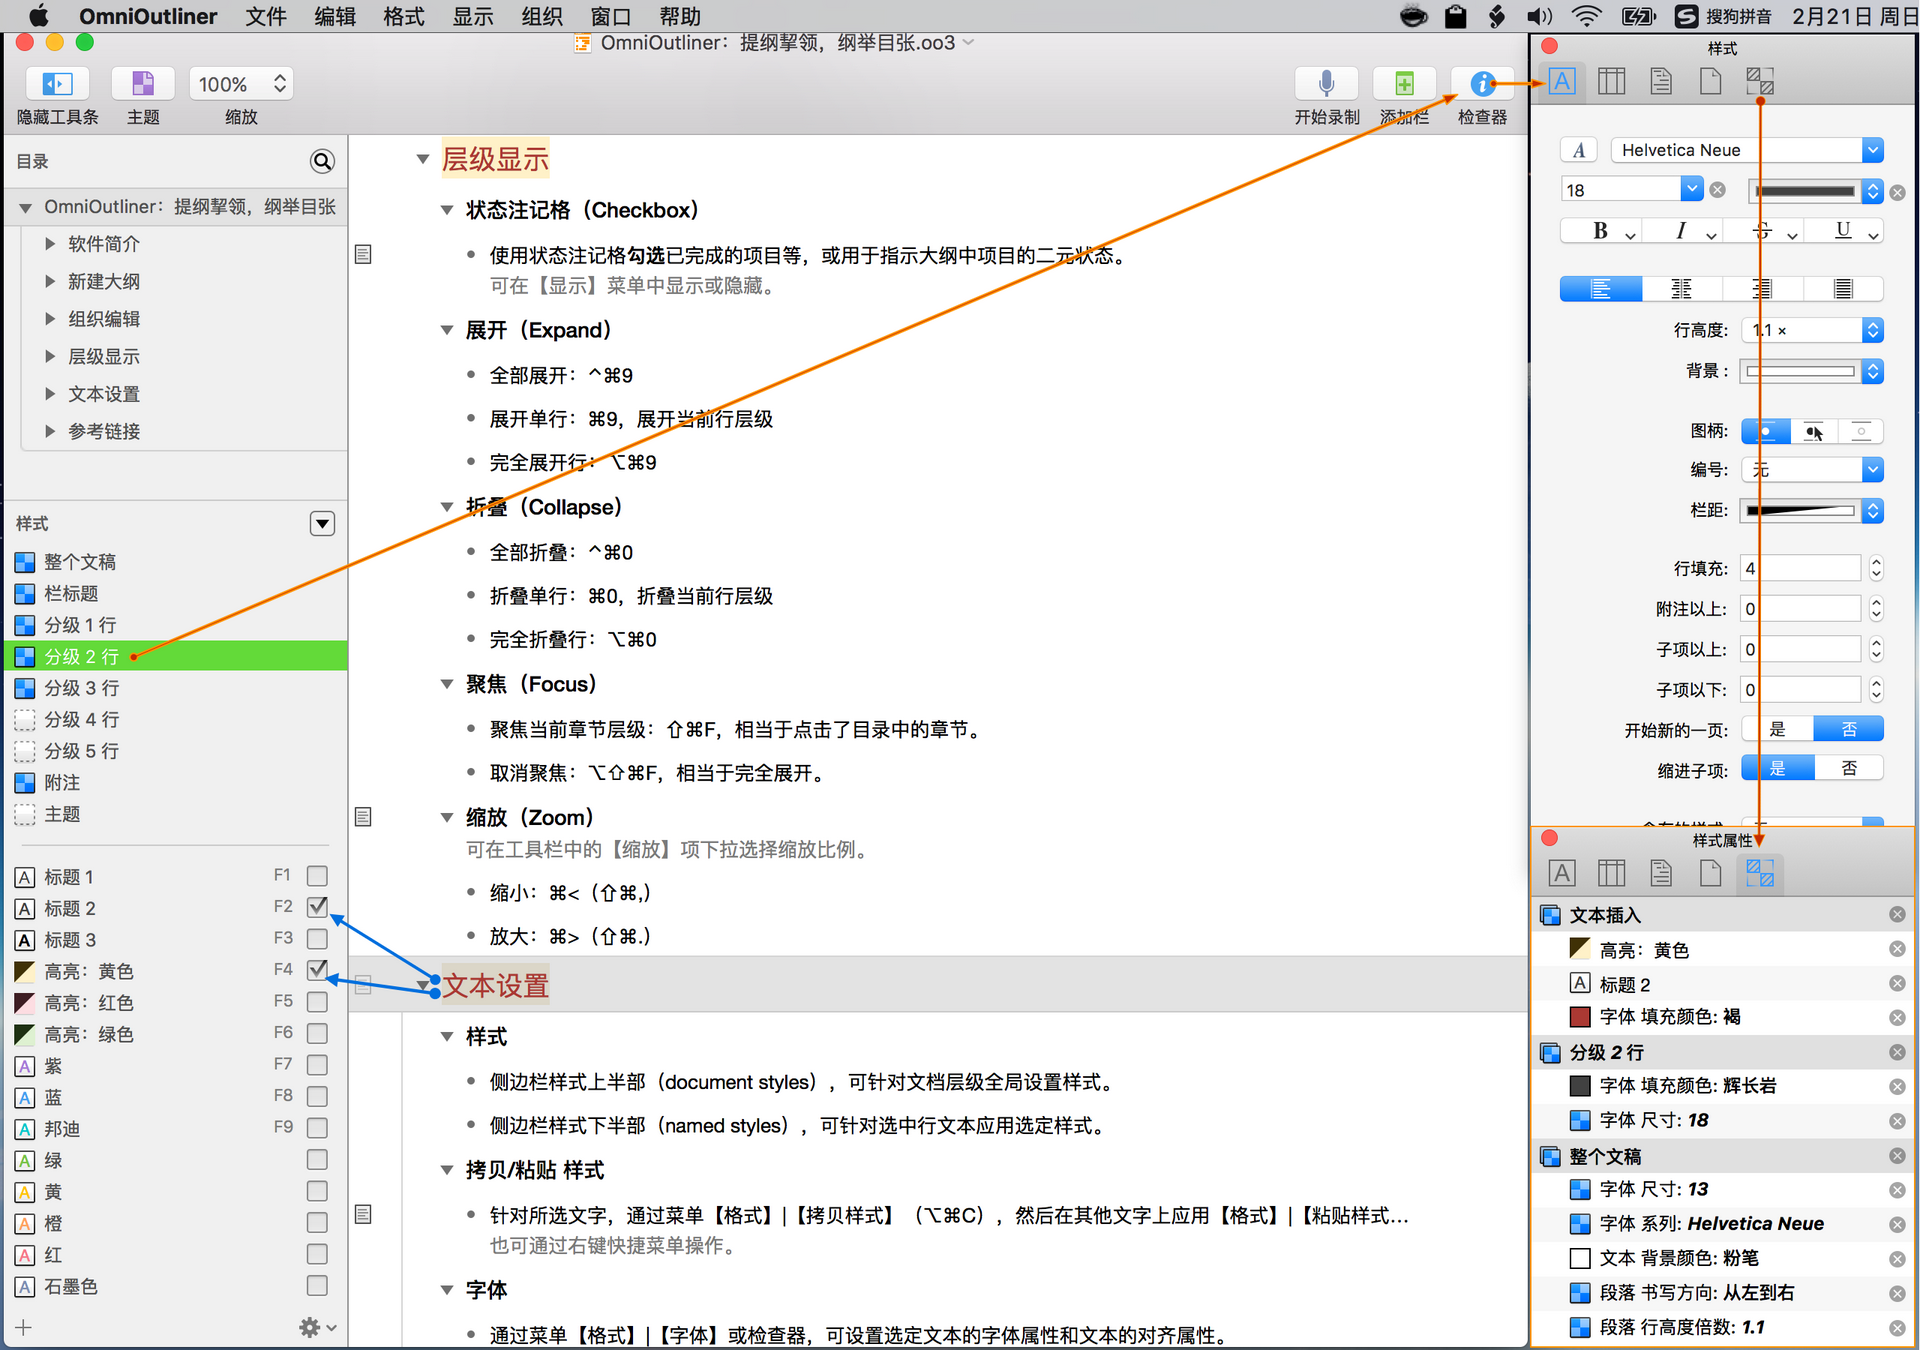 OmniOutliner 文件 编辑 格式 显示 组织 窗口 帮助 搜狗拼音 2月21日 周日
OmniOutliner：提纲挈领，纲举目张.oo3
100%
隐藏工具条 主题 缩放 开始录制 添加栏 检查器
目录
OmniOutliner：提纲挈领，纲举目张
软件简介
新建大纲
组织编辑
层级显示
文本设置
参考链接
样式
整个文稿
栏标题
分级 1 行
分级 2 行
分级 3 行
分级 4 行
分级 5 行
附注
主题
标题 1 F1
标题 2 F2
标题 3 F3
高亮：黄色 F4
高亮：红色 F5
高亮：绿色 F6
紫 F7
蓝 F8
邦迪 F9
绿
黄
橙
红
石墨色
层级显示
状态注记格（Checkbox）
使用状态注记格勾选已完成的项目等，或用于指示大纲中项目的二元状态。
可在【显示】菜单中显示或隐藏。
展开（Expand）
全部展开：^⌘9
展开单行：⌘9，展开当前行层级
完全展开行：⌥⌘9
折叠（Collapse）
全部折叠：^⌘0
折叠单行：⌘0，折叠当前行层级
完全折叠行：⌥⌘0
聚焦（Focus）
聚焦当前章节层级：⇧⌘F，相当于点击了目录中的章节。
取消聚焦：⌥⇧⌘F，相当于完全展开。
缩放（Zoom）
可在工具栏中的【缩放】项下拉选择缩放比例。
缩小：⌘<（⇧⌘,）
放大：⌘>（⇧⌘.）
文本设置
样式
侧边栏样式上半部（document styles），可针对文档层级全局设置样式。
侧边栏样式下半部（named styles），可针对选中行文本应用选定样式。
拷贝/粘贴 样式
针对所选文字，通过菜单【格式】|【拷贝样式】（⌥⌘C），然后在其他文字上应用【格式】|【粘贴样式…
也可通过右键快捷菜单操作。
字体
通过菜单【格式】|【字体】或检查器，可设置选定文本的字体属性和文本的对齐属性。
样式
A Helvetica Neue
18
B I S U
行高度: 1.1 ×
背景：
图柄:
编号: 无
栏距:
行填充: 4
附注以上: 0
子项以上: 0
子项以下: 0
开始新的一页: 是 否
缩进子项: 是 否
样式属性
文本插入
高亮：黄色
标题 2
字体 填充颜色: 褐
分级 2 行
字体 填充颜色: 辉长岩
字体 尺寸: 18
整个文稿
字体 尺寸: 13
字体 系列: Helvetica Neue
文本 背景颜色: 粉笔
段落 书写方向: 从左到右
段落 行高度倍数: 1.1